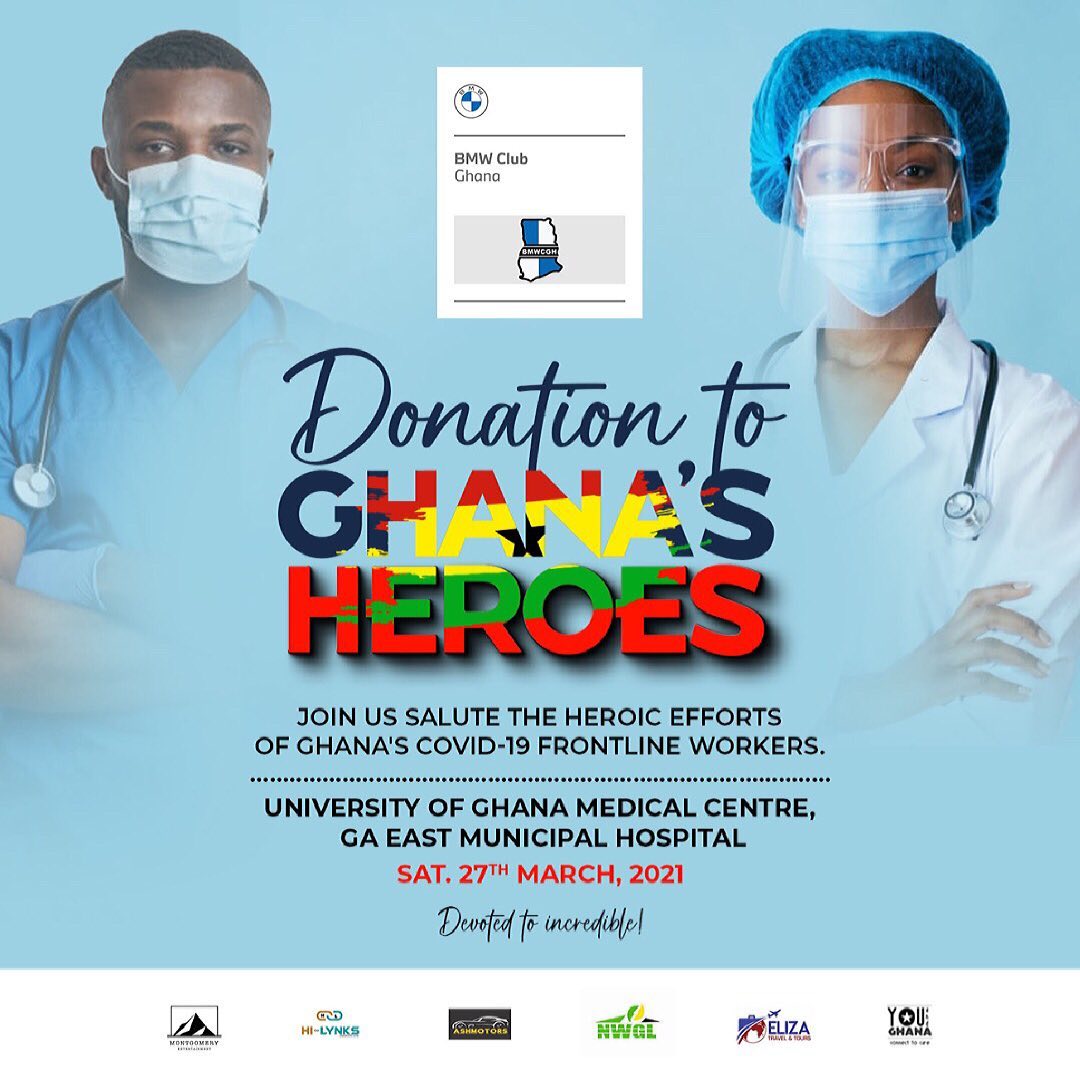 BMW
BMW Club
Ghana
BMWCGH
Donation to
GHANA'S
HEROES
JOIN US SALUTE THE HEROIC EFFORTS
OF GHANA'S COVID-19 FRONTLINE WORKERS.
UNIVERSITY OF GHANA MEDICAL CENTRE,
GA EAST MUNICIPAL HOSPITAL
SAT. 27TH MARCH, 2021
Devoted to incredible!
MONTGOMERY
ENTERTAINMENT
HI-LYNKS
ASHMOTORS
NWGL
ELIZA
TRAVEL & TOURS
YOU
GHANA